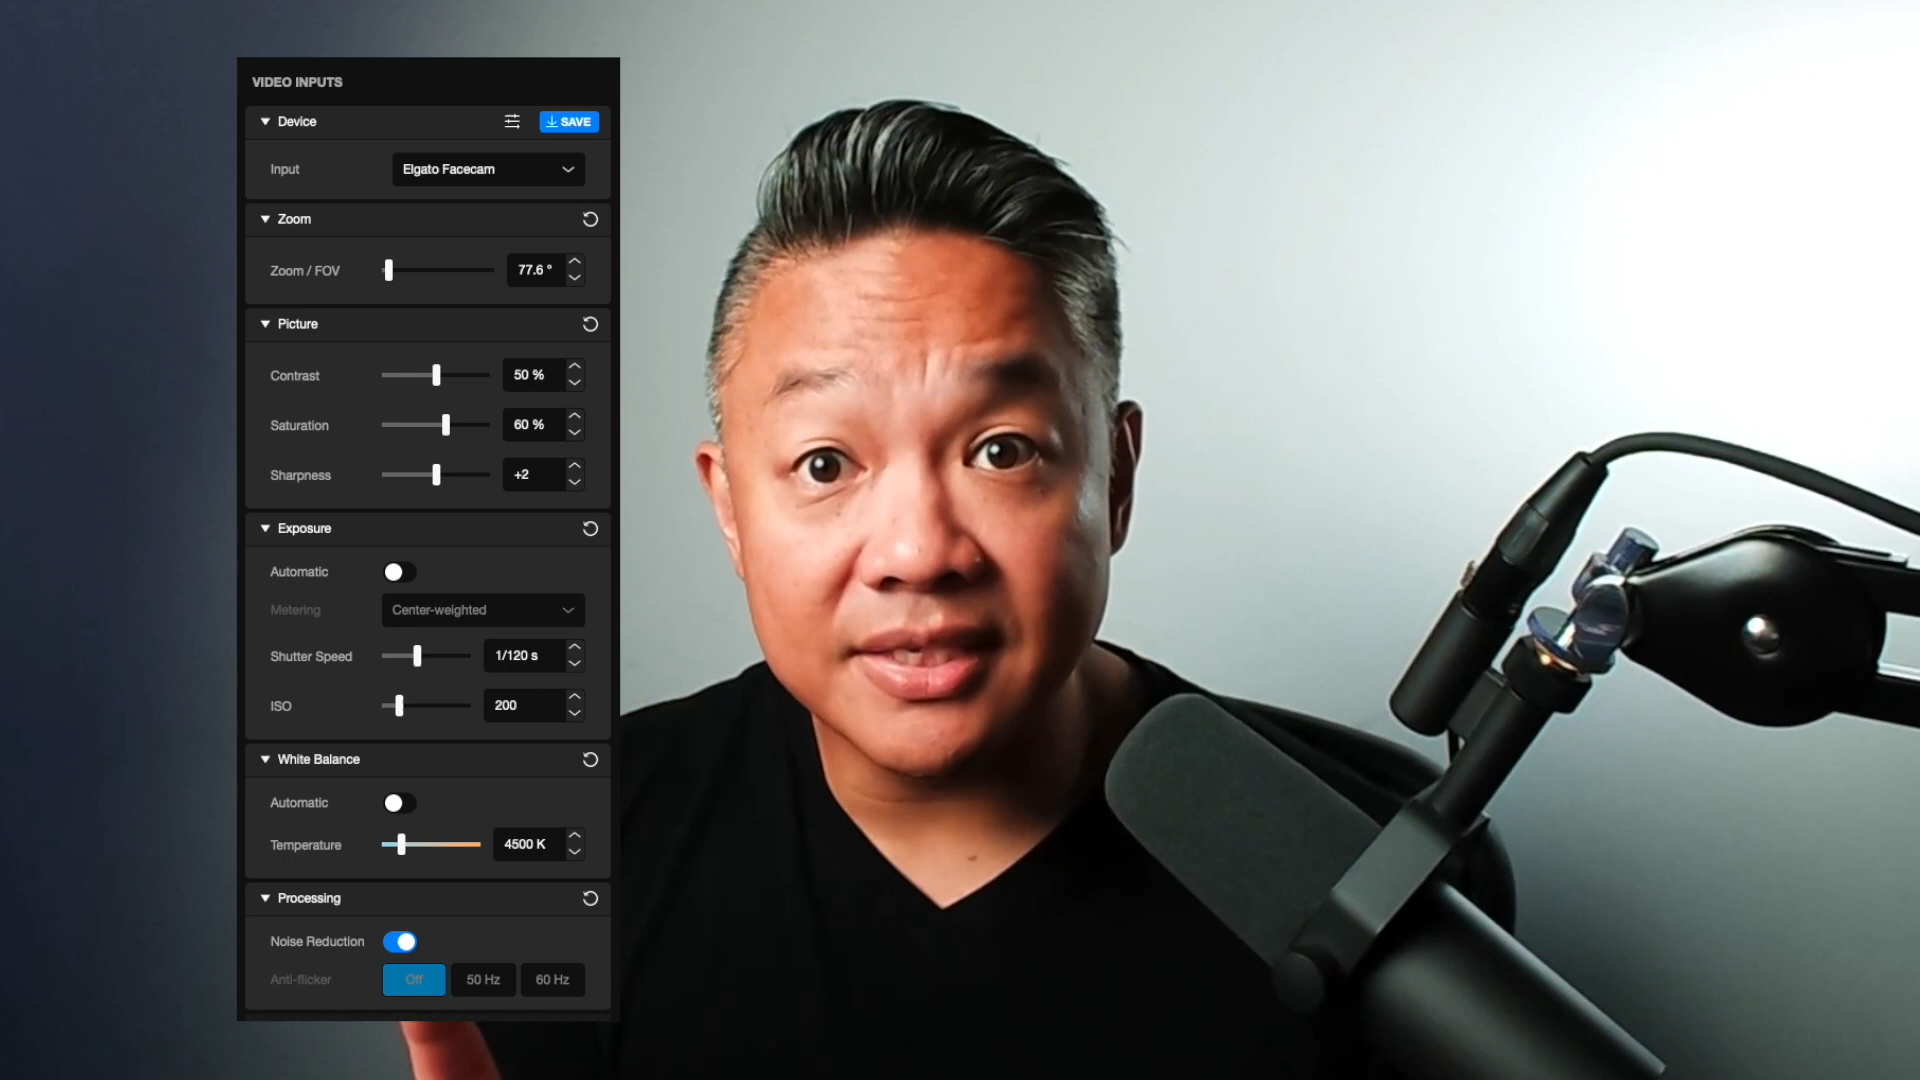 VIDEO INPUTS
Device SAVE
Input Elgato Facecam
Zoom
Zoom / FOV 77.6 °
Picture
Contrast 50 %
Saturation 60 %
Sharpness +2
Exposure
Automatic
Metering Center-weighted
Shutter Speed 1/120 s
ISO 200
White Balance
Automatic
Temperature 4500 K
Processing
Noise Reduction
Anti-flicker Off 50 Hz 60 Hz